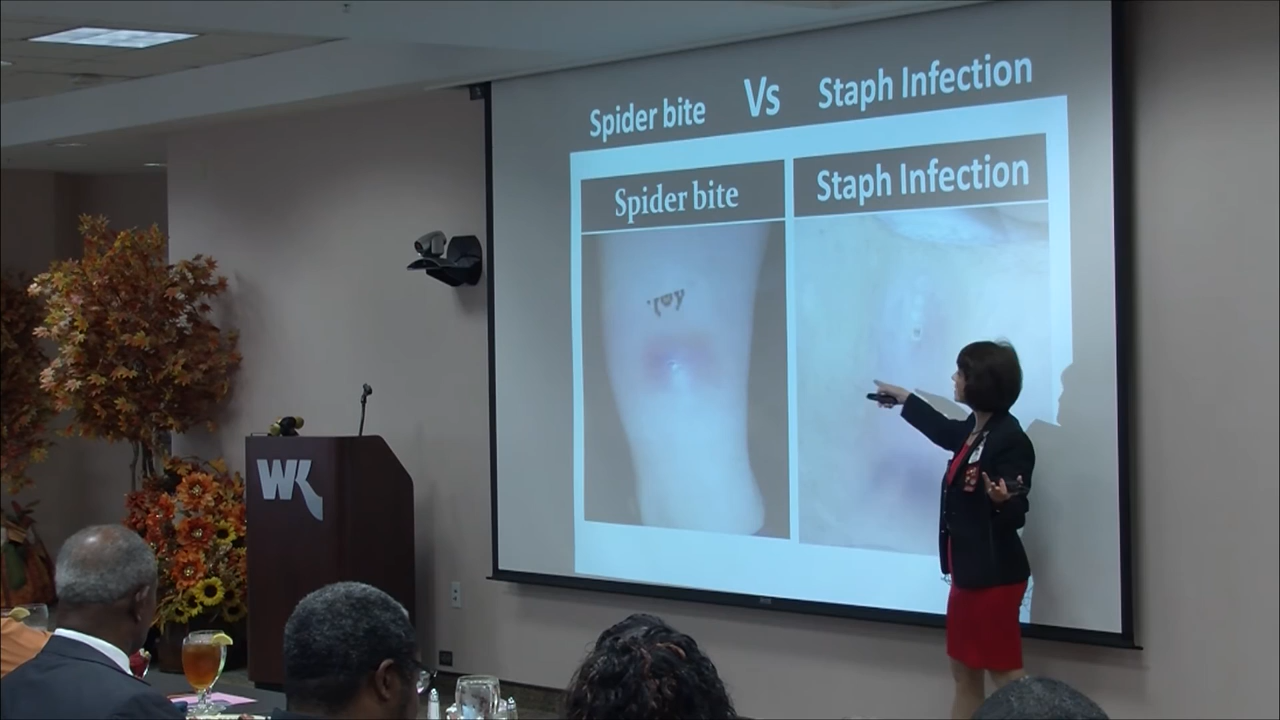 Spider bite Vs Staph Infection
Spider bite
Staph Infection
WK